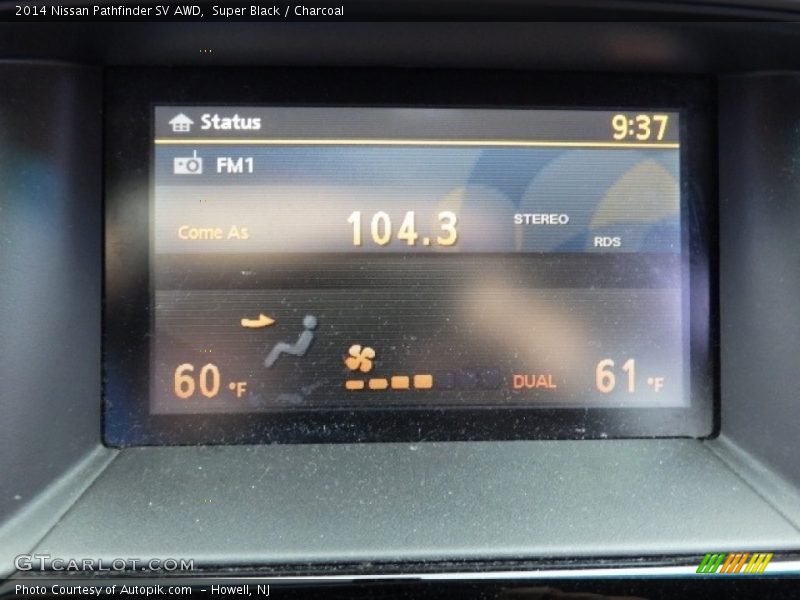 2014 Nissan Pathfinder SV AWD,  Super Black / Charcoal
Status 9:37
FM1
Come As 104.3 STEREO
RDS
60 °F DUAL 61 °F
GTCARLOT.COM
Photo Courtesy of Autopik.com  – Howell, NJ